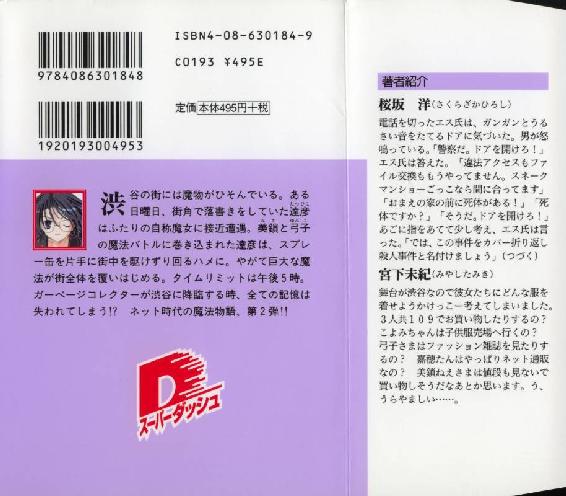 ISBN4-08-630184-9
C0193 ¥495E
9784086301848
定価 本体495円+税
1920193004953
渋谷の街には魔物がひそんでいる。ある
日曜日、街角で落書きをしていた達彦
はふたりの自称魔女に接近遭遇。美鎖と弓子
の魔法バトルに巻き込まれた達彦は、スプレ
ー缶を片手に街中を駆けずり回るハメに。やがて巨大な魔
法が街全体を覆いはじめる。タイムリミットは午後5時。
ガーベージコレクターが渋谷に降臨する時、全ての記憶は
失われてしまう!? ネット時代の魔法物語、第2弾!!
D
スーパーダッシュ
著者紹介
桜坂 洋(さくらざかひろし)
電話を切ったエス氏は、ガンガンとうる
さい音をたてるドアに気づいた。男が怒
鳴っている。「警察だ。ドアを開けろ!」
エス氏は答えた。「違法アクセスもファ
イル交換ももうやってません。スネーク
マンショーごっこなら間に合ってます」
「おまえの家の前に死体がある!」「死
体ですか?」「そうだ。ドアを開けろ!」
あごに指をあてて少し考え、エス氏は言
った。「では、この事件をカバー折り返し
殺人事件と名付けましょう」(つづく)
宮下未紀(みやしたみき)
舞台が渋谷なので彼女たちにどんな服を
着せようかけっこー考えてしまいました。
3人共109でお買い物したりするの?
こよみちゃんは子供服売場へ行くの?
弓子さまはファッション雑誌を見たりす
るの? 嘉穂たんはやっぱりネット通販
なの? 美鎖ねえさまは値段も見ないで
買い物しそうだなあとか思います。う、
うらやましい……。